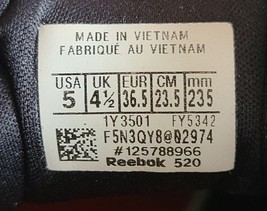 MADE IN VIETNAM
FABRIQUÉ AU VIETNAM
USA UK EUR CM mm
5 4½ 36.5 23.5 235
1Y3501 FY5342
F5N3QY8@02974
#125788966
Reebok 520